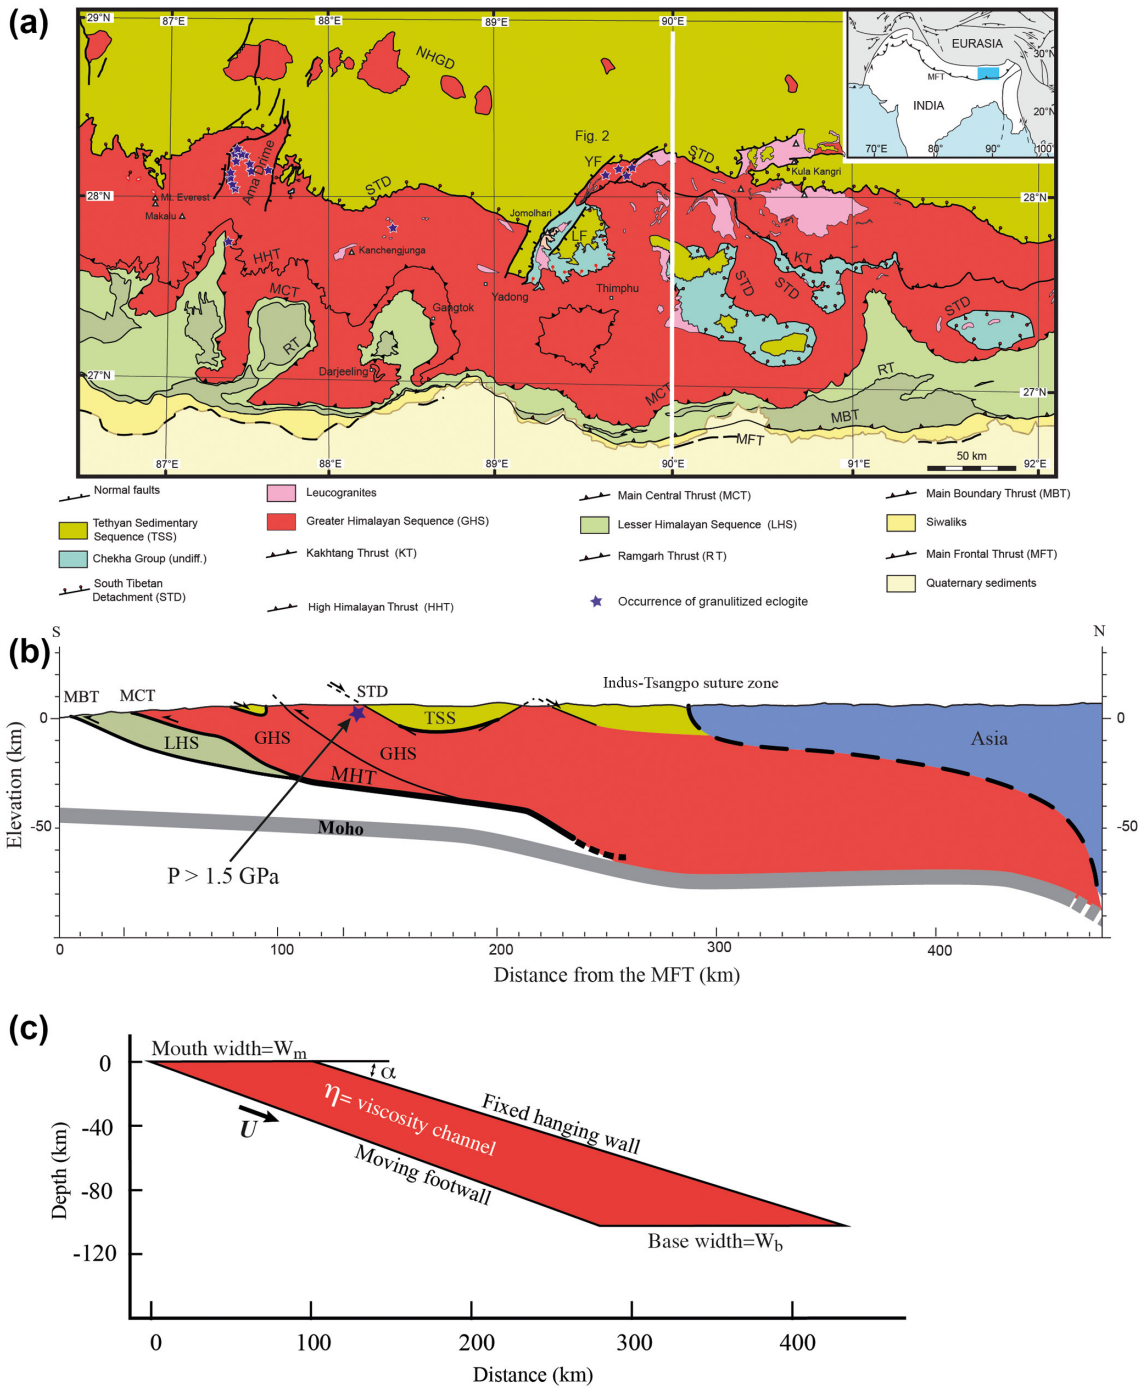 (a)
29°N
87°E
88°E
89°E
90°E
EURASIA
30°N
MFT
INDIA
20°N
70°E
80°
90°
100°
NHGD
Fig. 2
YF
STD
Kula Kangri
28°N
28°N
Ama Drime
Mt. Everest
Makalu
STD
Jomolhari
LF
Kanchengjunga
HHT
MCT
Yadong
Thimphu
STD
KT
STD
STD
Gangtok
RT
Darjeeling
27°N
RT
27°N
MCT
MBT
MFT
50 km
87°E
88°E
89°E
90°E
91°E
92°E
Normal faults
Leucogranites
Main Central Thrust (MCT)
Main Boundary Thrust (MBT)
Tethyan Sedimentary
Sequence (TSS)
Greater Himalayan Sequence (GHS)
Lesser Himalayan Sequence (LHS)
Siwaliks
Chekha Group (undiff.)
Kakhtang Thrust (KT)
Ramgarh Thrust (RT)
Main Frontal Thrust (MFT)
South Tibetan
Detachment (STD)
High Himalayan Thrust (HHT)
Occurrence of granulitized eclogite
Quaternary sediments
(b)
S
N
MBT
MCT
STD
Indus-Tsangpo suture zone
0
0
TSS
Asia
LHS
GHS
GHS
MHT
Moho
-50
-50
P > 1.5 GPa
Elevation (km)
0
100
200
300
400
Distance from the MFT (km)
(c)
Mouth width=Wm
0
α
η= viscosity channel
Fixed hanging wall
-40
U
Moving footwall
-80
Base width=Wb
-120
Depth (km)
0
100
200
300
400
Distance (km)